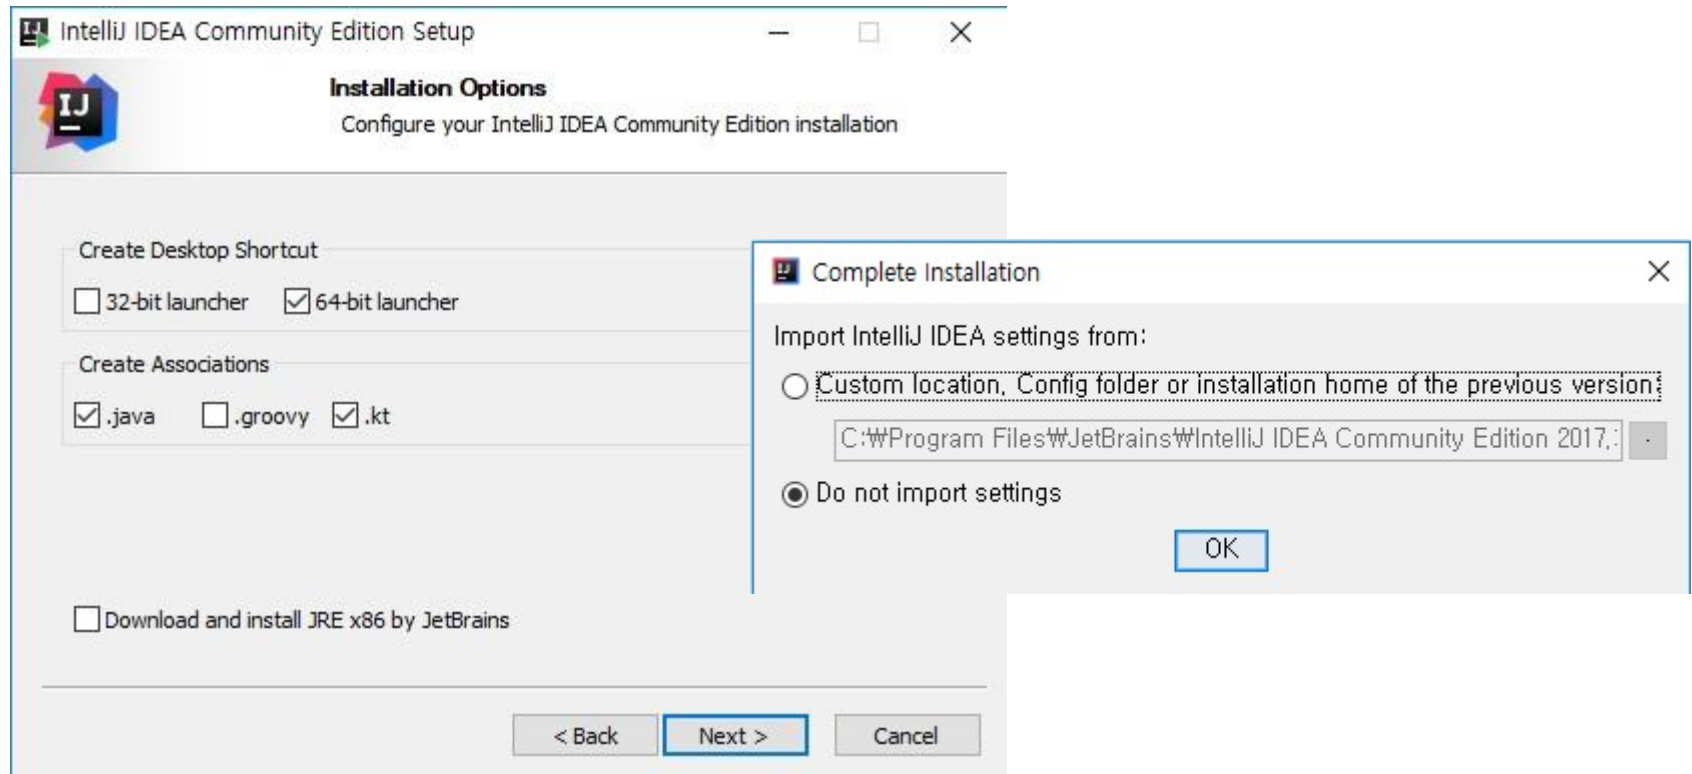 IntelliJ IDEA Community Edition Setup
IJ
Installation Options
Configure your IntelliJ IDEA Community Edition installation
Create Desktop Shortcut
32-bit launcher 64-bit launcher
Create Associations
.java .groovy .kt
Download and install JRE x86 by JetBrains
< Back Next > Cancel
Complete Installation
Import IntelliJ IDEA settings from:
Custom location. Config folder or installation home of the previous version:
C:₩Program Files₩JetBrains₩IntelliJ IDEA Community Edition 2017.
Do not import settings
OK